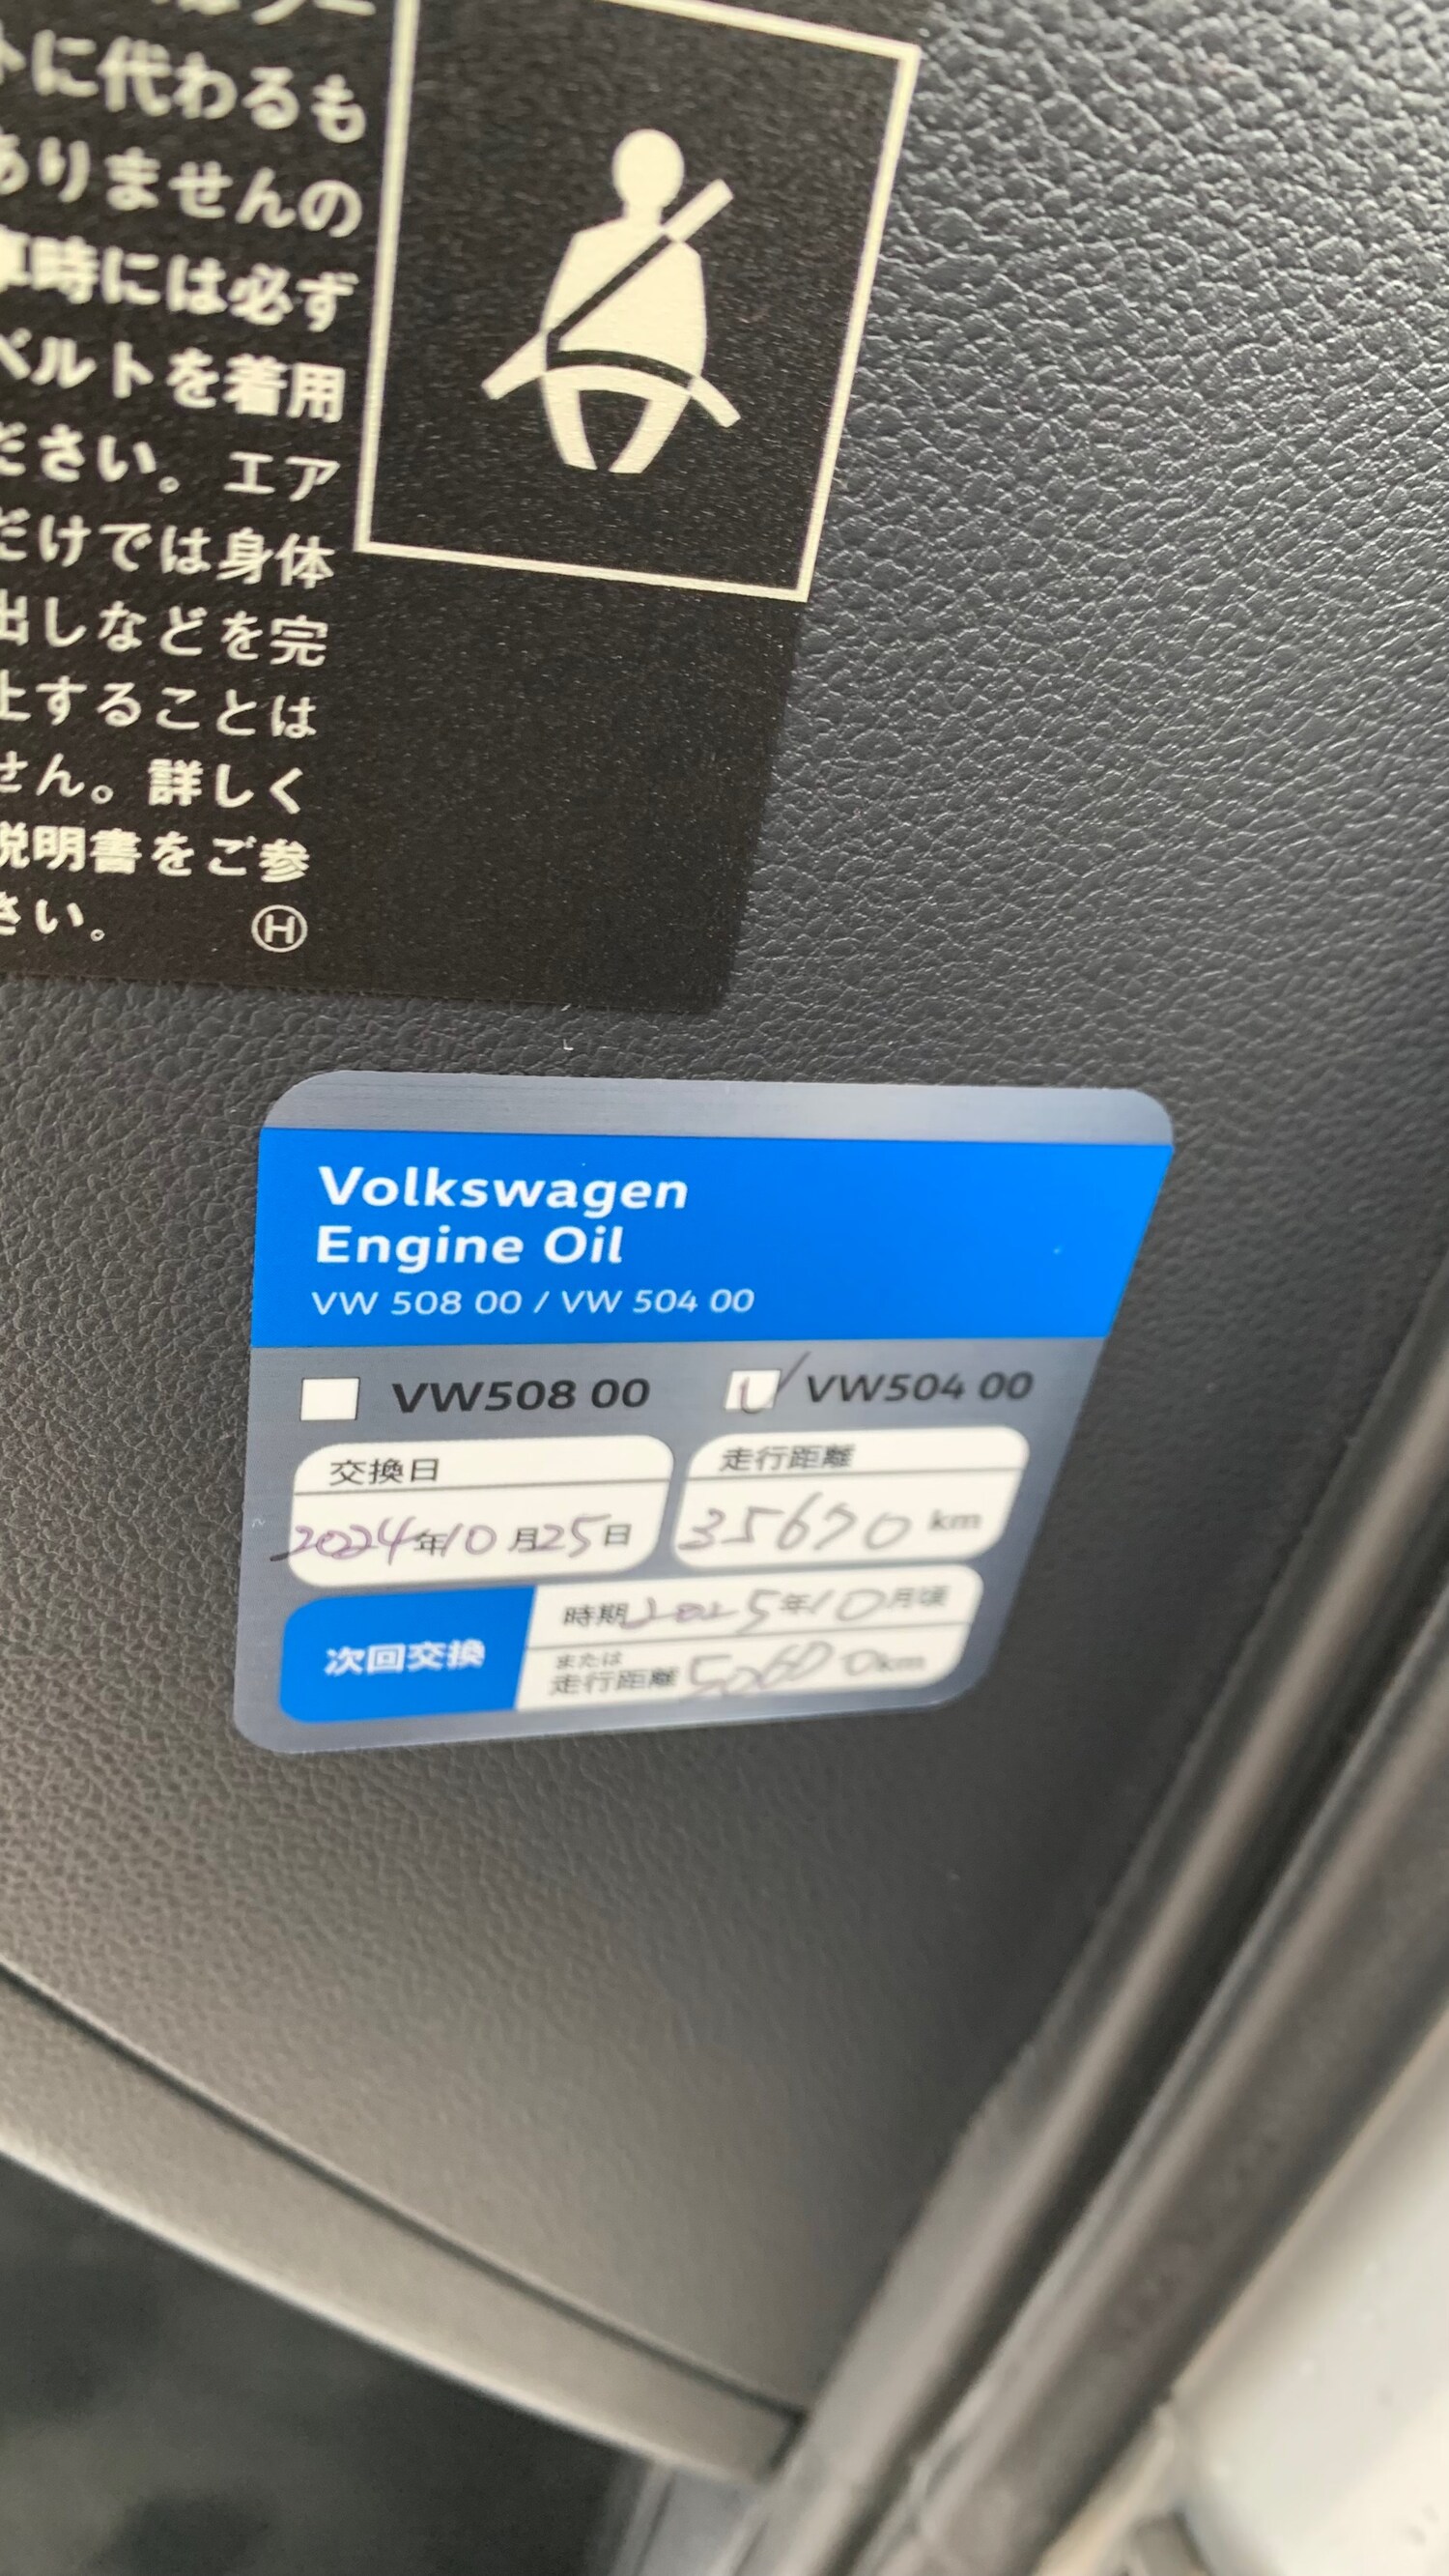 トに代わるも
ありませんの
車時には必ず
ベルトを着用
ださい。エア
だけでは身体
出しなどを完
止することは
せん。詳しく
説明書をご参
さい。 Ⓗ
Volkswagen
Engine Oil
VW 508 00 / VW 504 00
VW508 00 VW504 00
交換日 走行距離
2024年10月25日 35670 km
次回交換
時期2025年10月頃
または
走行距離 km